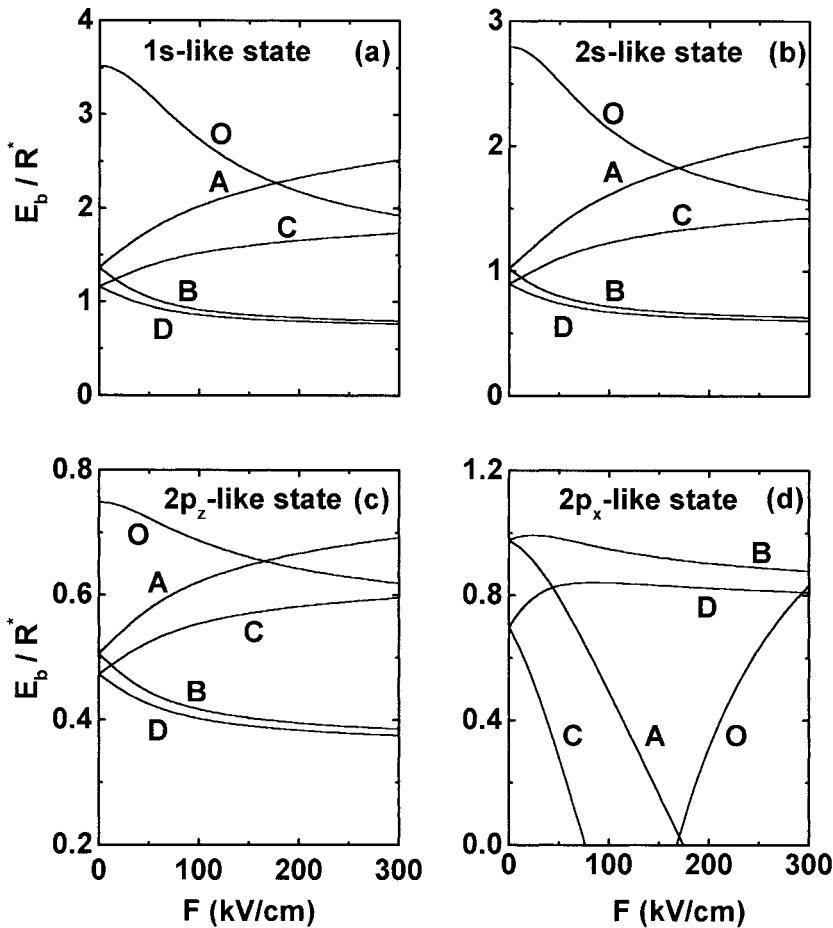 1s-like state (a)
4
3
2
1
0
E_b / R*
O
A
C
B
D
2s-like state (b)
3
2
1
0
O
A
C
B
D
2p_z-like state (c)
0.8
0.6
0.4
0.2
E_b / R*
O
A
C
B
D
0 100 200 300
F (kV/cm)
2p_x-like state (d)
1.2
0.8
0.4
0.0
B
D
C
A
O
0 100 200 300
F (kV/cm)